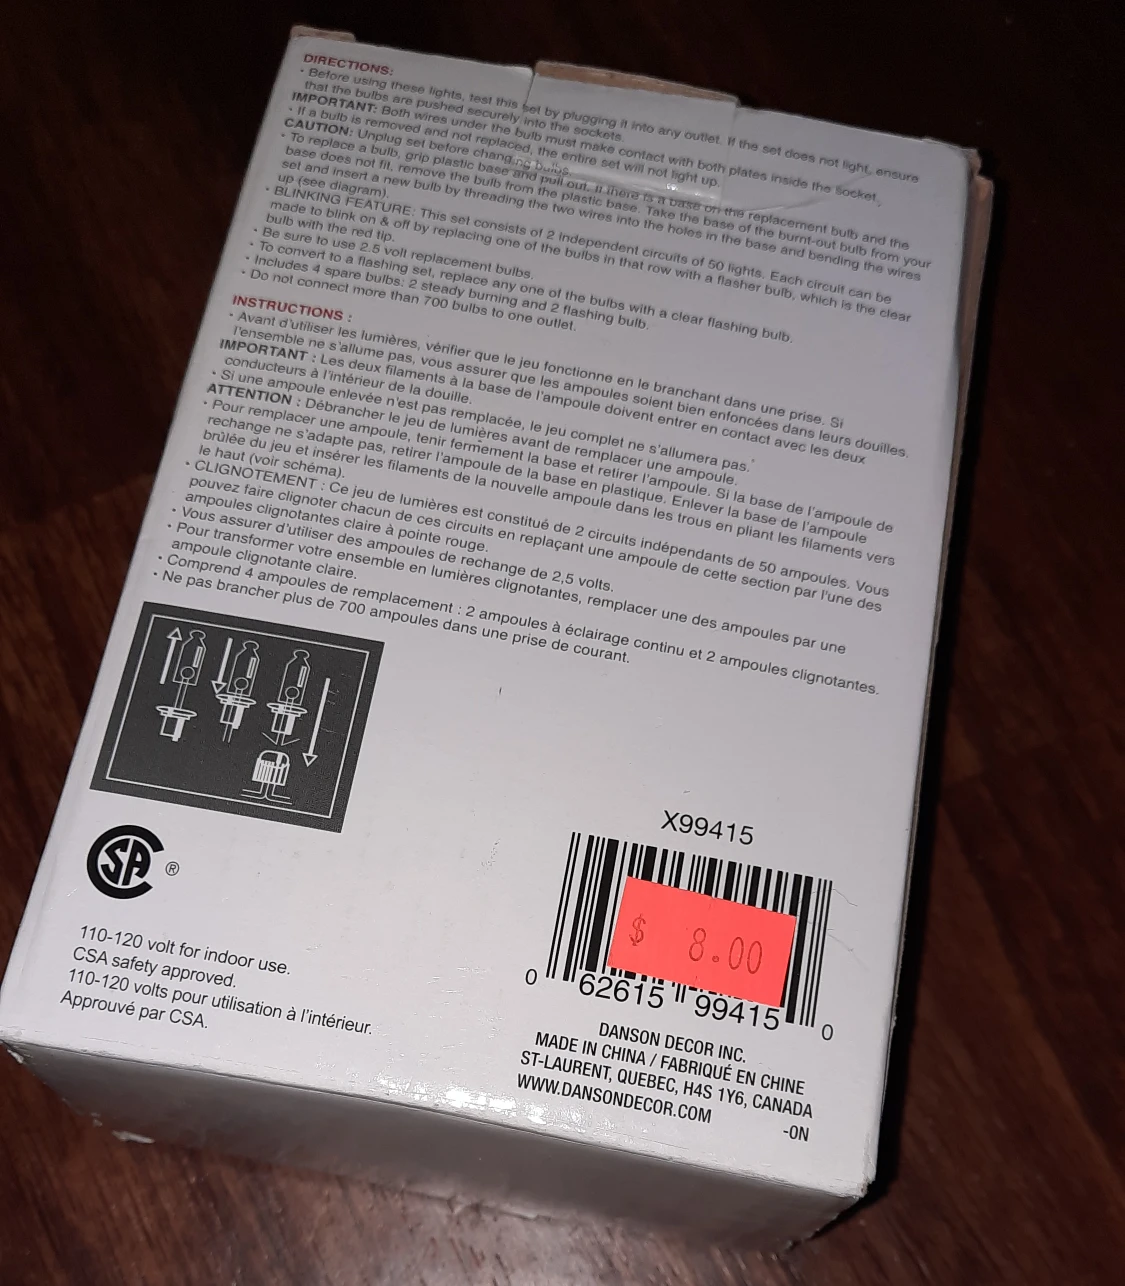 DIRECTIONS:
• Before using these lights, test this set by plugging it into any outlet. If the set does not light, ensure
that the bulbs are pushed securely into the sockets.
IMPORTANT: Both wires under the bulb must make contact with both plates inside the socket.
• If a bulb is removed and not replaced, the entire set will not light up.
CAUTION: Unplug set before changing bulbs.
• To replace a bulb, grip plastic base and pull out. If there is a base on the replacement bulb and the
base does not fit, remove the bulb from the plastic base. Take the base of the burnt-out bulb from your
set and insert a new bulb by threading the two wires into the holes in the base and bending the wires
up (see diagram).
• BLINKING FEATURE: This set consists of 2 independent circuits of 50 lights. Each circuit can be
made to blink on & off by replacing one of the bulbs in that row with a flasher bulb, which is the clear
bulb with the red tip.
• Be sure to use 2.5 volt replacement bulbs.
• To convert to a flashing set, replace any one of the bulbs with a clear flashing bulb.
• Includes 4 spare bulbs: 2 steady burning and 2 flashing bulb.
• Do not connect more than 700 bulbs to one outlet.
INSTRUCTIONS :
• Avant d'utiliser les lumières, vérifier que le jeu fonctionne en le branchant dans une prise. Si
l'ensemble ne s'allume pas, vous assurer que les ampoules soient bien enfoncées dans leurs douilles.
IMPORTANT : Les deux filaments à la base de l'ampoule doivent entrer en contact avec les deux
conducteurs à l'intérieur de la douille.
• Si une ampoule enlevée n'est pas remplacée, le jeu complet ne s'allumera pas.
ATTENTION : Débrancher le jeu de lumières avant de remplacer une ampoule.
• Pour remplacer une ampoule, tenir fermement la base et retirer l'ampoule. Si la base de l'ampoule de
rechange ne s'adapte pas, retirer l'ampoule de la base en plastique. Enlever la base de l'ampoule
brûlée du jeu et insérer les filaments de la nouvelle ampoule dans les trous en pliant les filaments vers
le haut (voir schéma).
• CLIGNOTEMENT : Ce jeu de lumières est constitué de 2 circuits indépendants de 50 ampoules. Vous
pouvez faire clignoter chacun de ces circuits en replaçant une ampoule de cette section par l'une des
ampoules clignotantes claire à pointe rouge.
• Vous assurer d'utiliser des ampoules de rechange de 2,5 volts.
• Pour transformer votre ensemble en lumières clignotantes, remplacer une des ampoules par une
ampoule clignotante claire.
• Comprend 4 ampoules de remplacement : 2 ampoules à éclairage continu et 2 ampoules clignotantes.
• Ne pas brancher plus de 700 ampoules dans une prise de courant.
X99415
$ 8.00
0 62615 99415 0
CSA ®
110-120 volt for indoor use.
CSA safety approved.
110-120 volts pour utilisation à l'intérieur.
Approuvé par CSA.
DANSON DECOR INC.
MADE IN CHINA / FABRIQUÉ EN CHINE
ST-LAURENT, QUEBEC, H4S 1Y6, CANADA
WWW.DANSONDECOR.COM
-ON